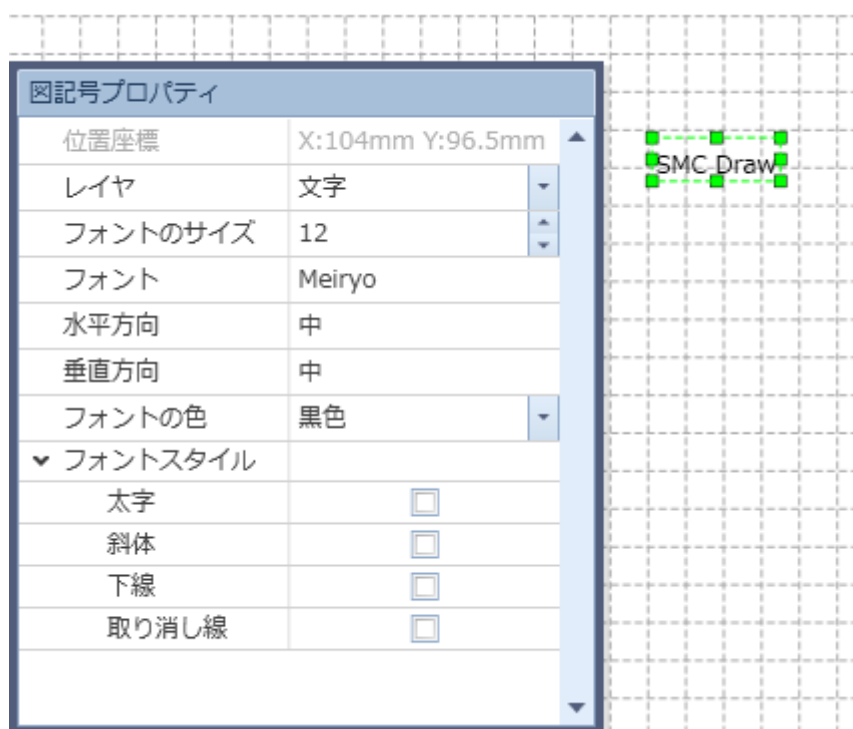 図記号プロパティ
位置座標 X:104mm Y:96.5mm
レイヤ 文字
フォントのサイズ 12
フォント Meiryo
水平方向 中
垂直方向 中
フォントの色 黒色
フォントスタイル
太字
斜体
下線
取り消し線
SMC Draw